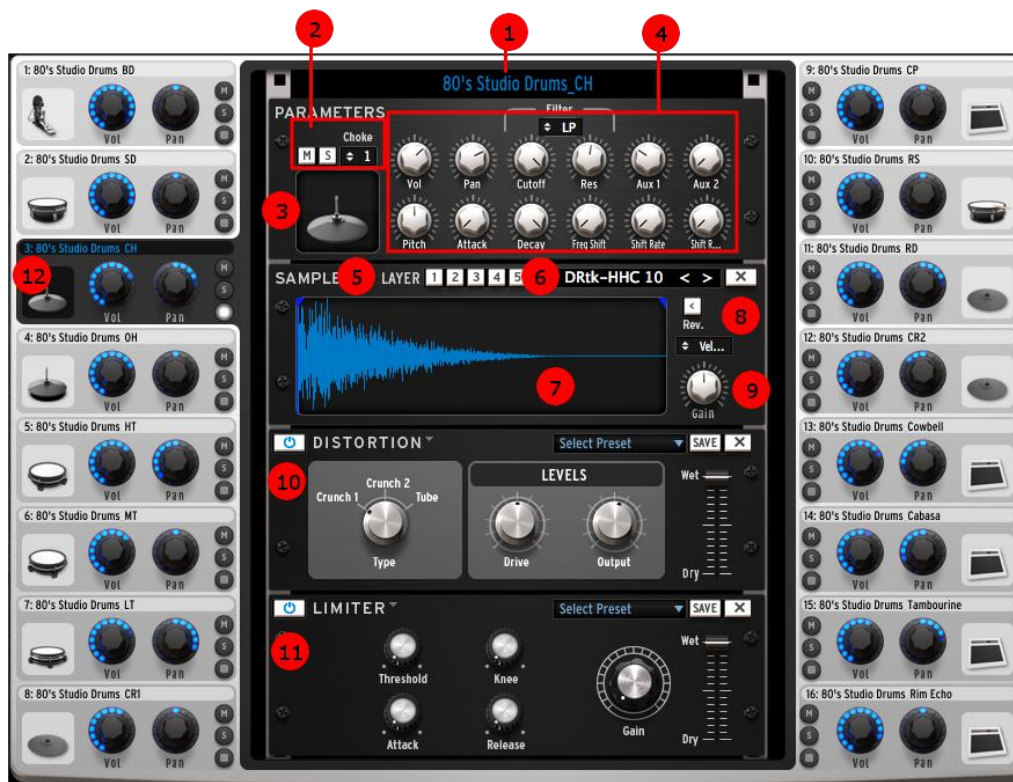 2
1
4
1: 80's Studio Drums BD
Vol Pan M S
2: 80's Studio Drums SD
Vol Pan M S
3: 80's Studio Drums CH
12
Vol Pan M S
4: 80's Studio Drums OH
Vol Pan M S
5: 80's Studio Drums HT
Vol Pan M S
6: 80's Studio Drums MT
Vol Pan M S
7: 80's Studio Drums LT
Vol Pan M S
8: 80's Studio Drums CR1
Vol Pan M S
80's Studio Drums_CH
PARAMETERS
Filter
Choke
LP
M S 1
Vol Pan Cutoff Res Aux 1 Aux 2
3
Pitch Attack Decay Freq Shift Shift Rate Shift R...
SAMPLE 5 LAYER 1 2 3 4 5 6 DRtk-HHC 10 < > X
<
Rev.
8
Vel...
7
9
Gain
DISTORTION Select Preset SAVE X
10
Crunch 1 Crunch 2 Tube
Type
LEVELS
Drive Output
Wet
Dry
LIMITER Select Preset SAVE X
11
Threshold Knee
Attack Release
Gain
Wet
Dry
9: 80's Studio Drums CP
M S Vol Pan
10: 80's Studio Drums RS
M S Vol Pan
11: 80's Studio Drums RD
M S Vol Pan
12: 80's Studio Drums CR2
M S Vol Pan
13: 80's Studio Drums Cowbell
M S Vol Pan
14: 80's Studio Drums Cabasa
M S Vol Pan
15: 80's Studio Drums Tambourine
M S Vol Pan
16: 80's Studio Drums Rim Echo
M S Vol Pan